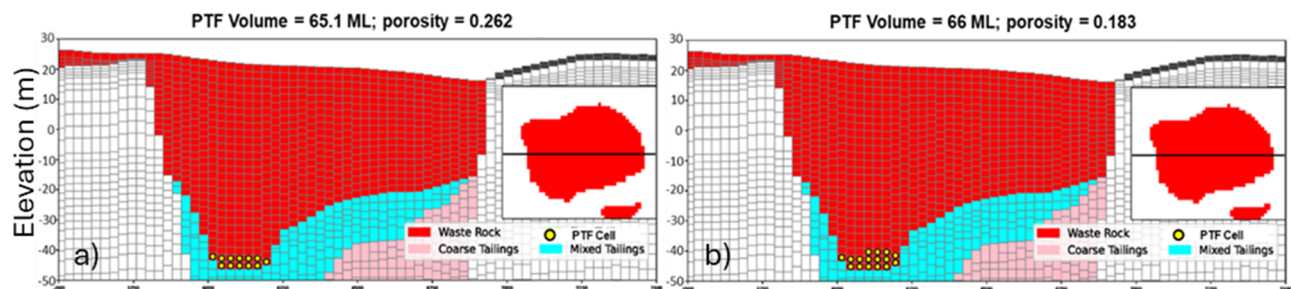 PTF Volume = 65.1 ML; porosity = 0.262
Elevation (m)
30
20
10
0
-10
-20
-30
-40
-50
a)
Waste Rock
PTF Cell
Coarse Tailings
Mixed Tailings
PTF Volume = 66 ML; porosity = 0.183
30
20
10
0
-10
-20
-30
-40
-50
b)
Waste Rock
PTF Cell
Coarse Tailings
Mixed Tailings